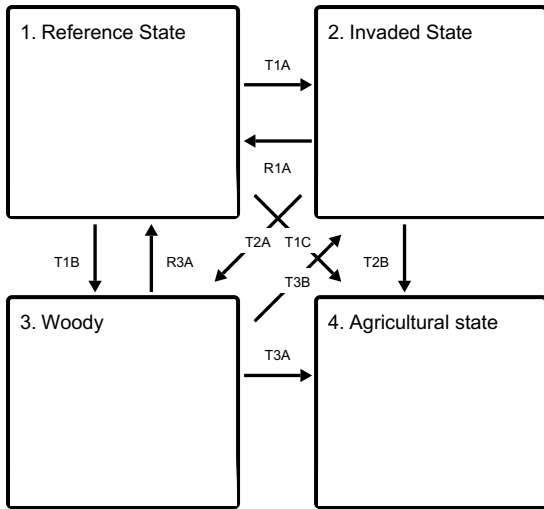 1. Reference State
2. Invaded State
T1A
R1A
T2A
T1C
T1B
R3A
T3B
T2B
3. Woody
4. Agricultural state
T3A